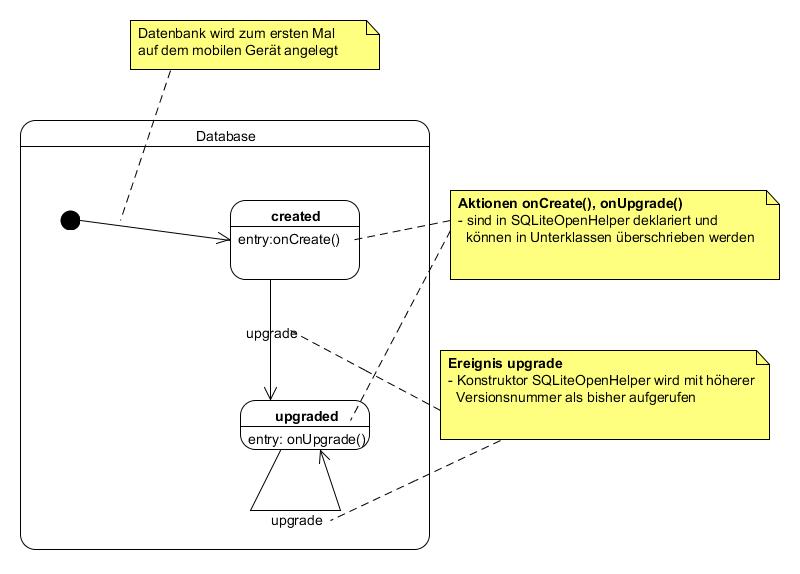 Datenbank wird zum ersten Mal
auf dem mobilen Gerät angelegt
Database
created
entry:onCreate()
Aktionen onCreate(), onUpgrade()
- sind in SQLiteOpenHelper deklariert und
können in Unterklassen überschrieben werden
upgrade
Ereignis upgrade
- Konstruktor SQLiteOpenHelper wird mit höherer
Versionsnummer als bisher aufgerufen
upgraded
entry: onUpgrade()
upgrade